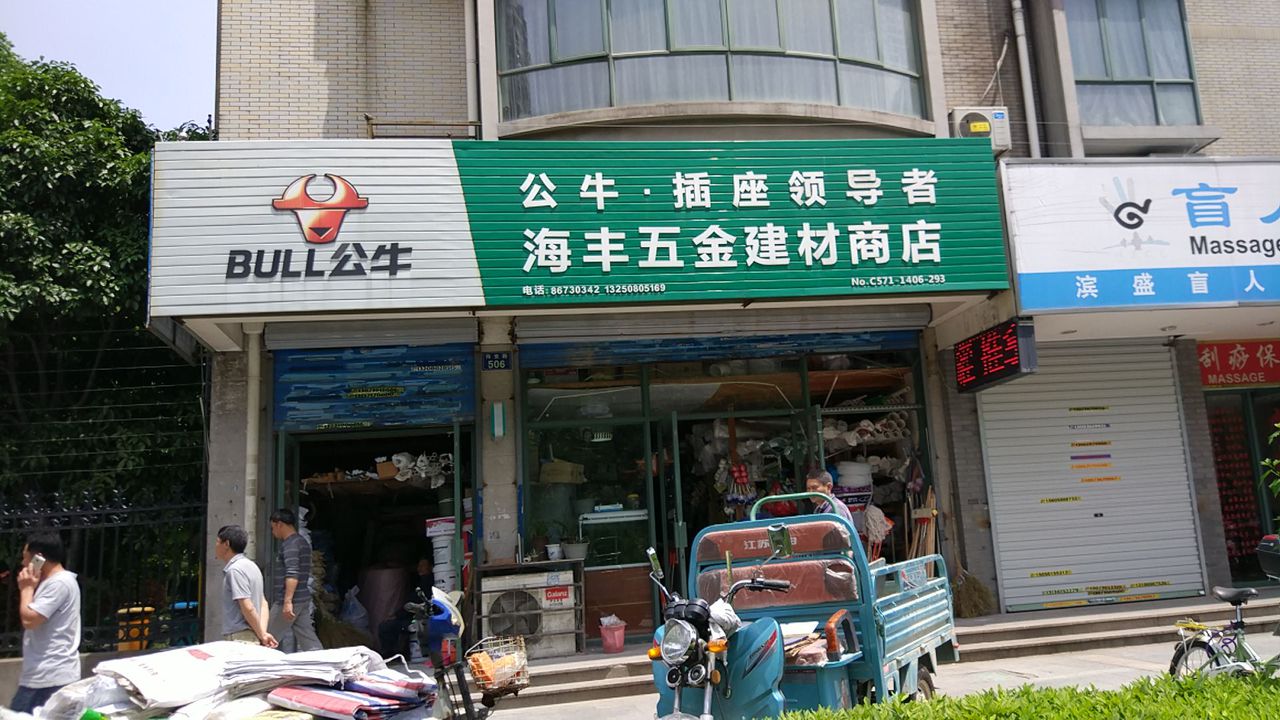 公牛·插座领导者
BULL公牛
海丰五金建材商店
电话:86730342 13250805169
No.C571-1406-293
盲人
Massage
滨盛盲人
刮痧保
MASSAGE
506
江苏